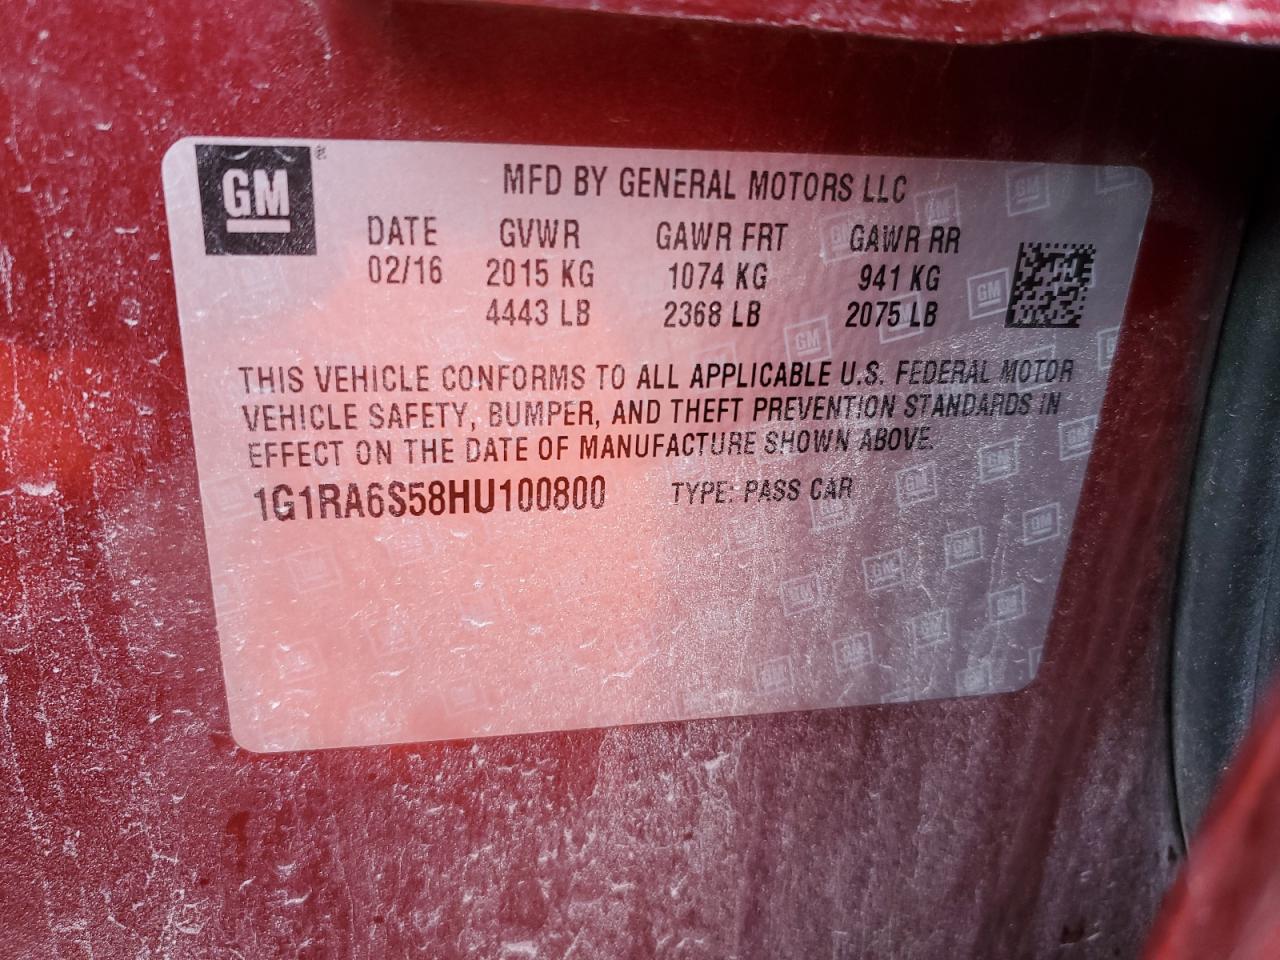 GM ®
MFD BY GENERAL MOTORS LLC
DATE GVWR GAWR FRT GAWR RR
02/16 2015 KG 1074 KG 941 KG
4443 LB 2368 LB 2075 LB
THIS VEHICLE CONFORMS TO ALL APPLICABLE U.S. FEDERAL MOTOR
VEHICLE SAFETY, BUMPER, AND THEFT PREVENTION STANDARDS IN
EFFECT ON THE DATE OF MANUFACTURE SHOWN ABOVE.
1G1RA6S58HU100800 TYPE: PASS CAR